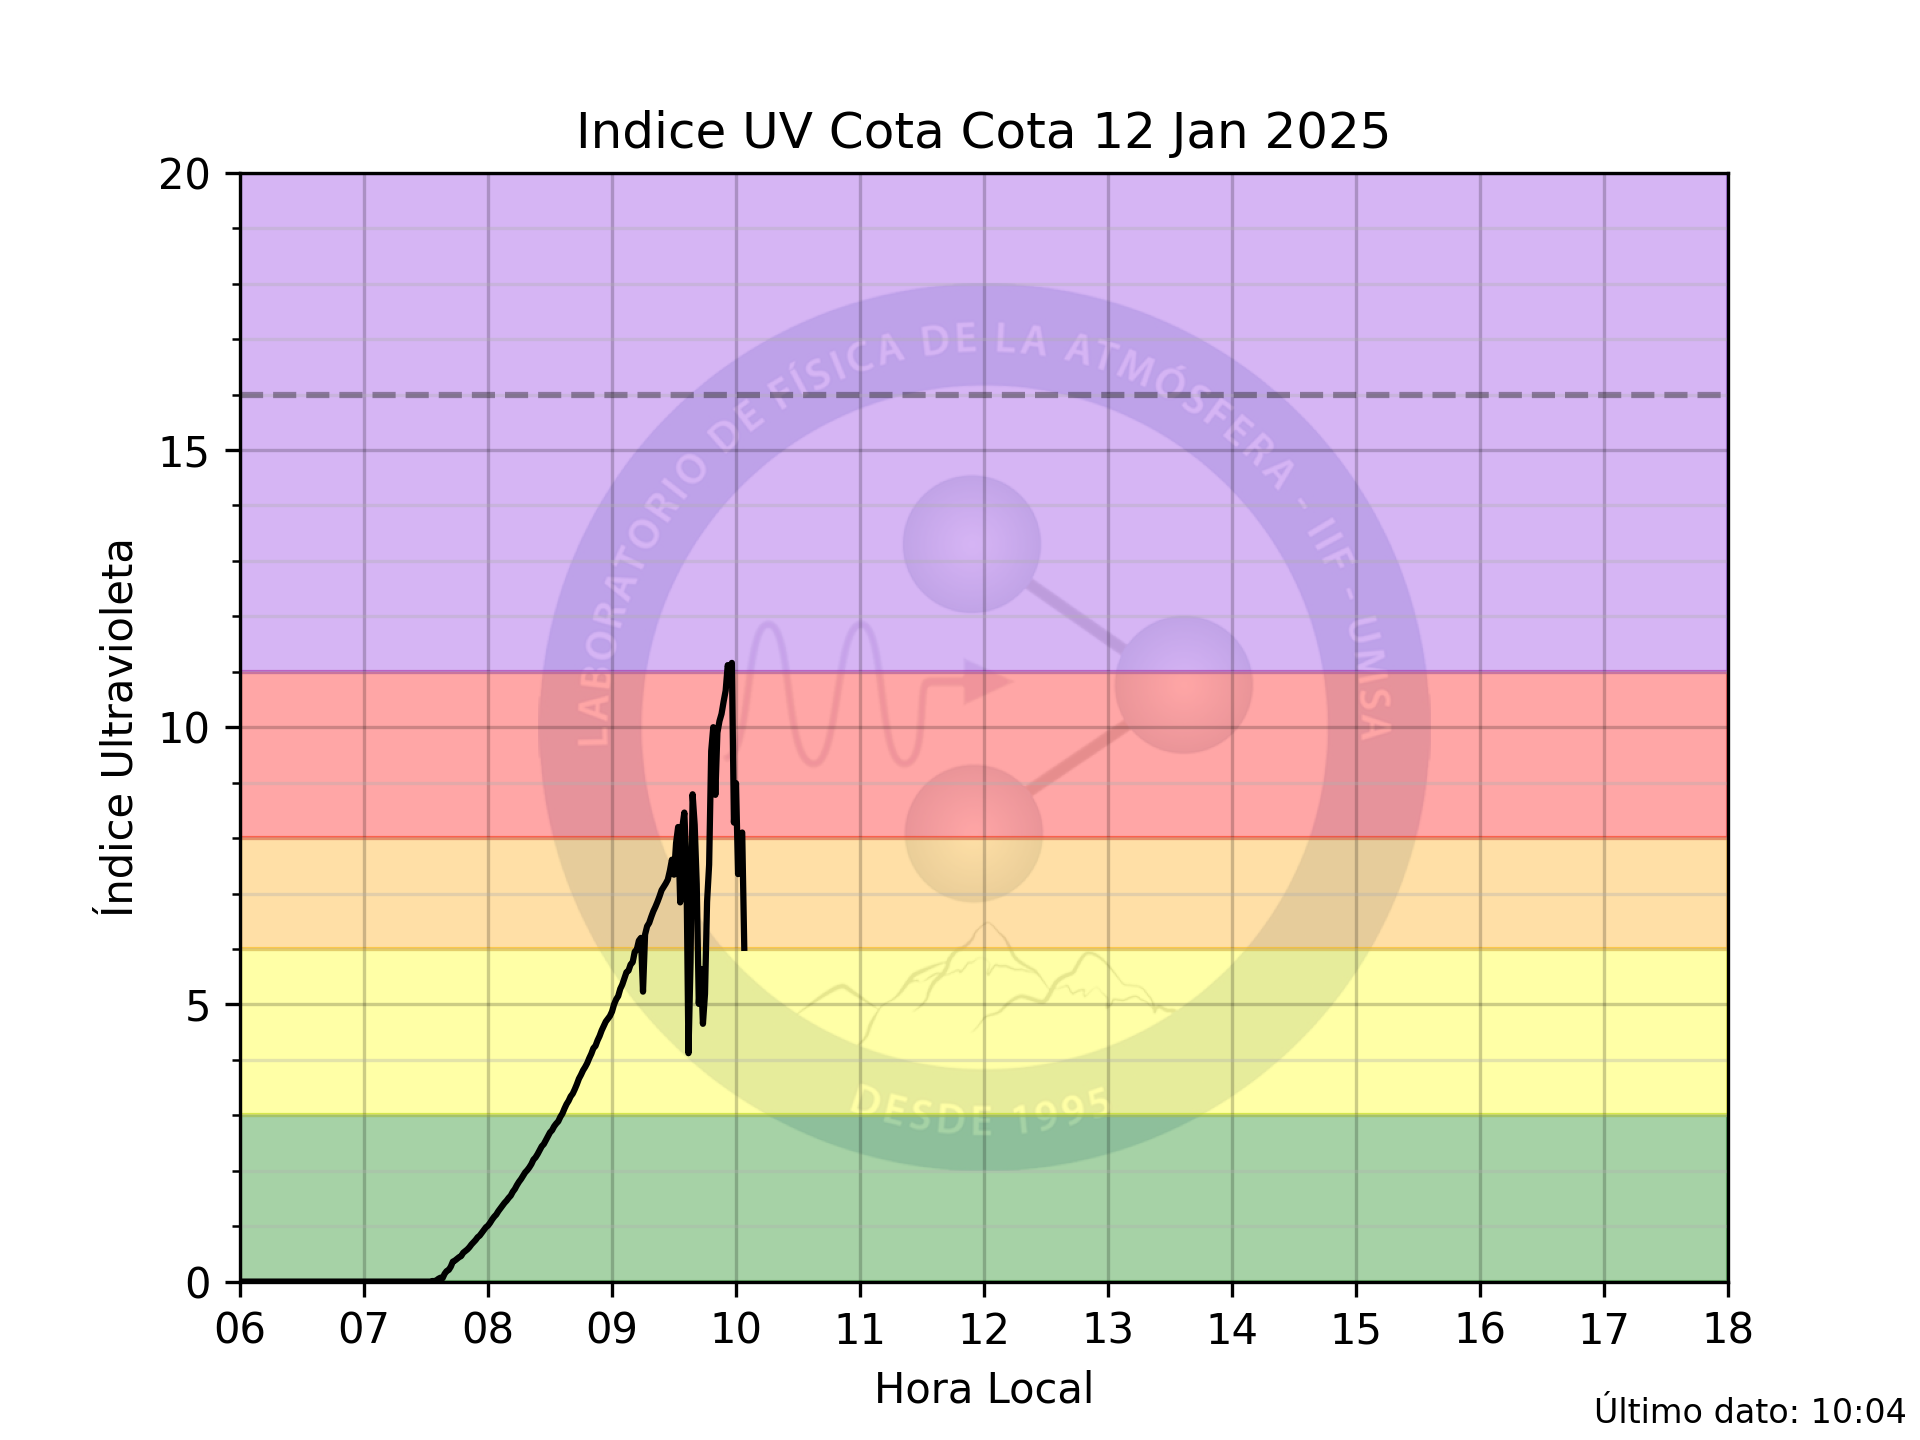 Indice UV Cota Cota 12 Jan 2025
20
15
10
5
0
Índice Ultravioleta
LABORATORIO DE FÍSICA DE LA ATMÓSFERA - IIF - UMSA
DESDE 1995
06 07 08 09 10 11 12 13 14 15 16 17 18
Hora Local
Último dato: 10:04